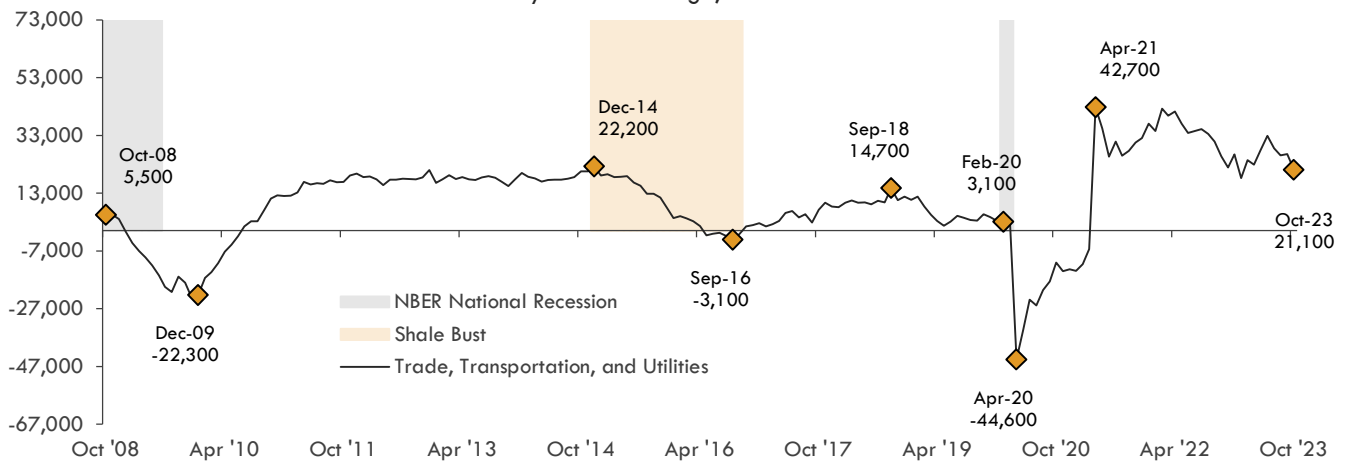 73,000
53,000
33,000
13,000
-7,000
-27,000
-47,000
-67,000
Oct-08
5,500
Dec-09
-22,300
Dec-14
22,200
Sep-16
-3,100
Sep-18
14,700
Feb-20
3,100
Apr-20
-44,600
Apr-21
42,700
Oct-23
21,100
NBER National Recession
Shale Bust
Trade, Transportation, and Utilities
Oct '08
Apr '10
Oct '11
Apr '13
Oct '14
Apr '16
Oct '17
Apr '19
Oct '20
Apr '22
Oct '23